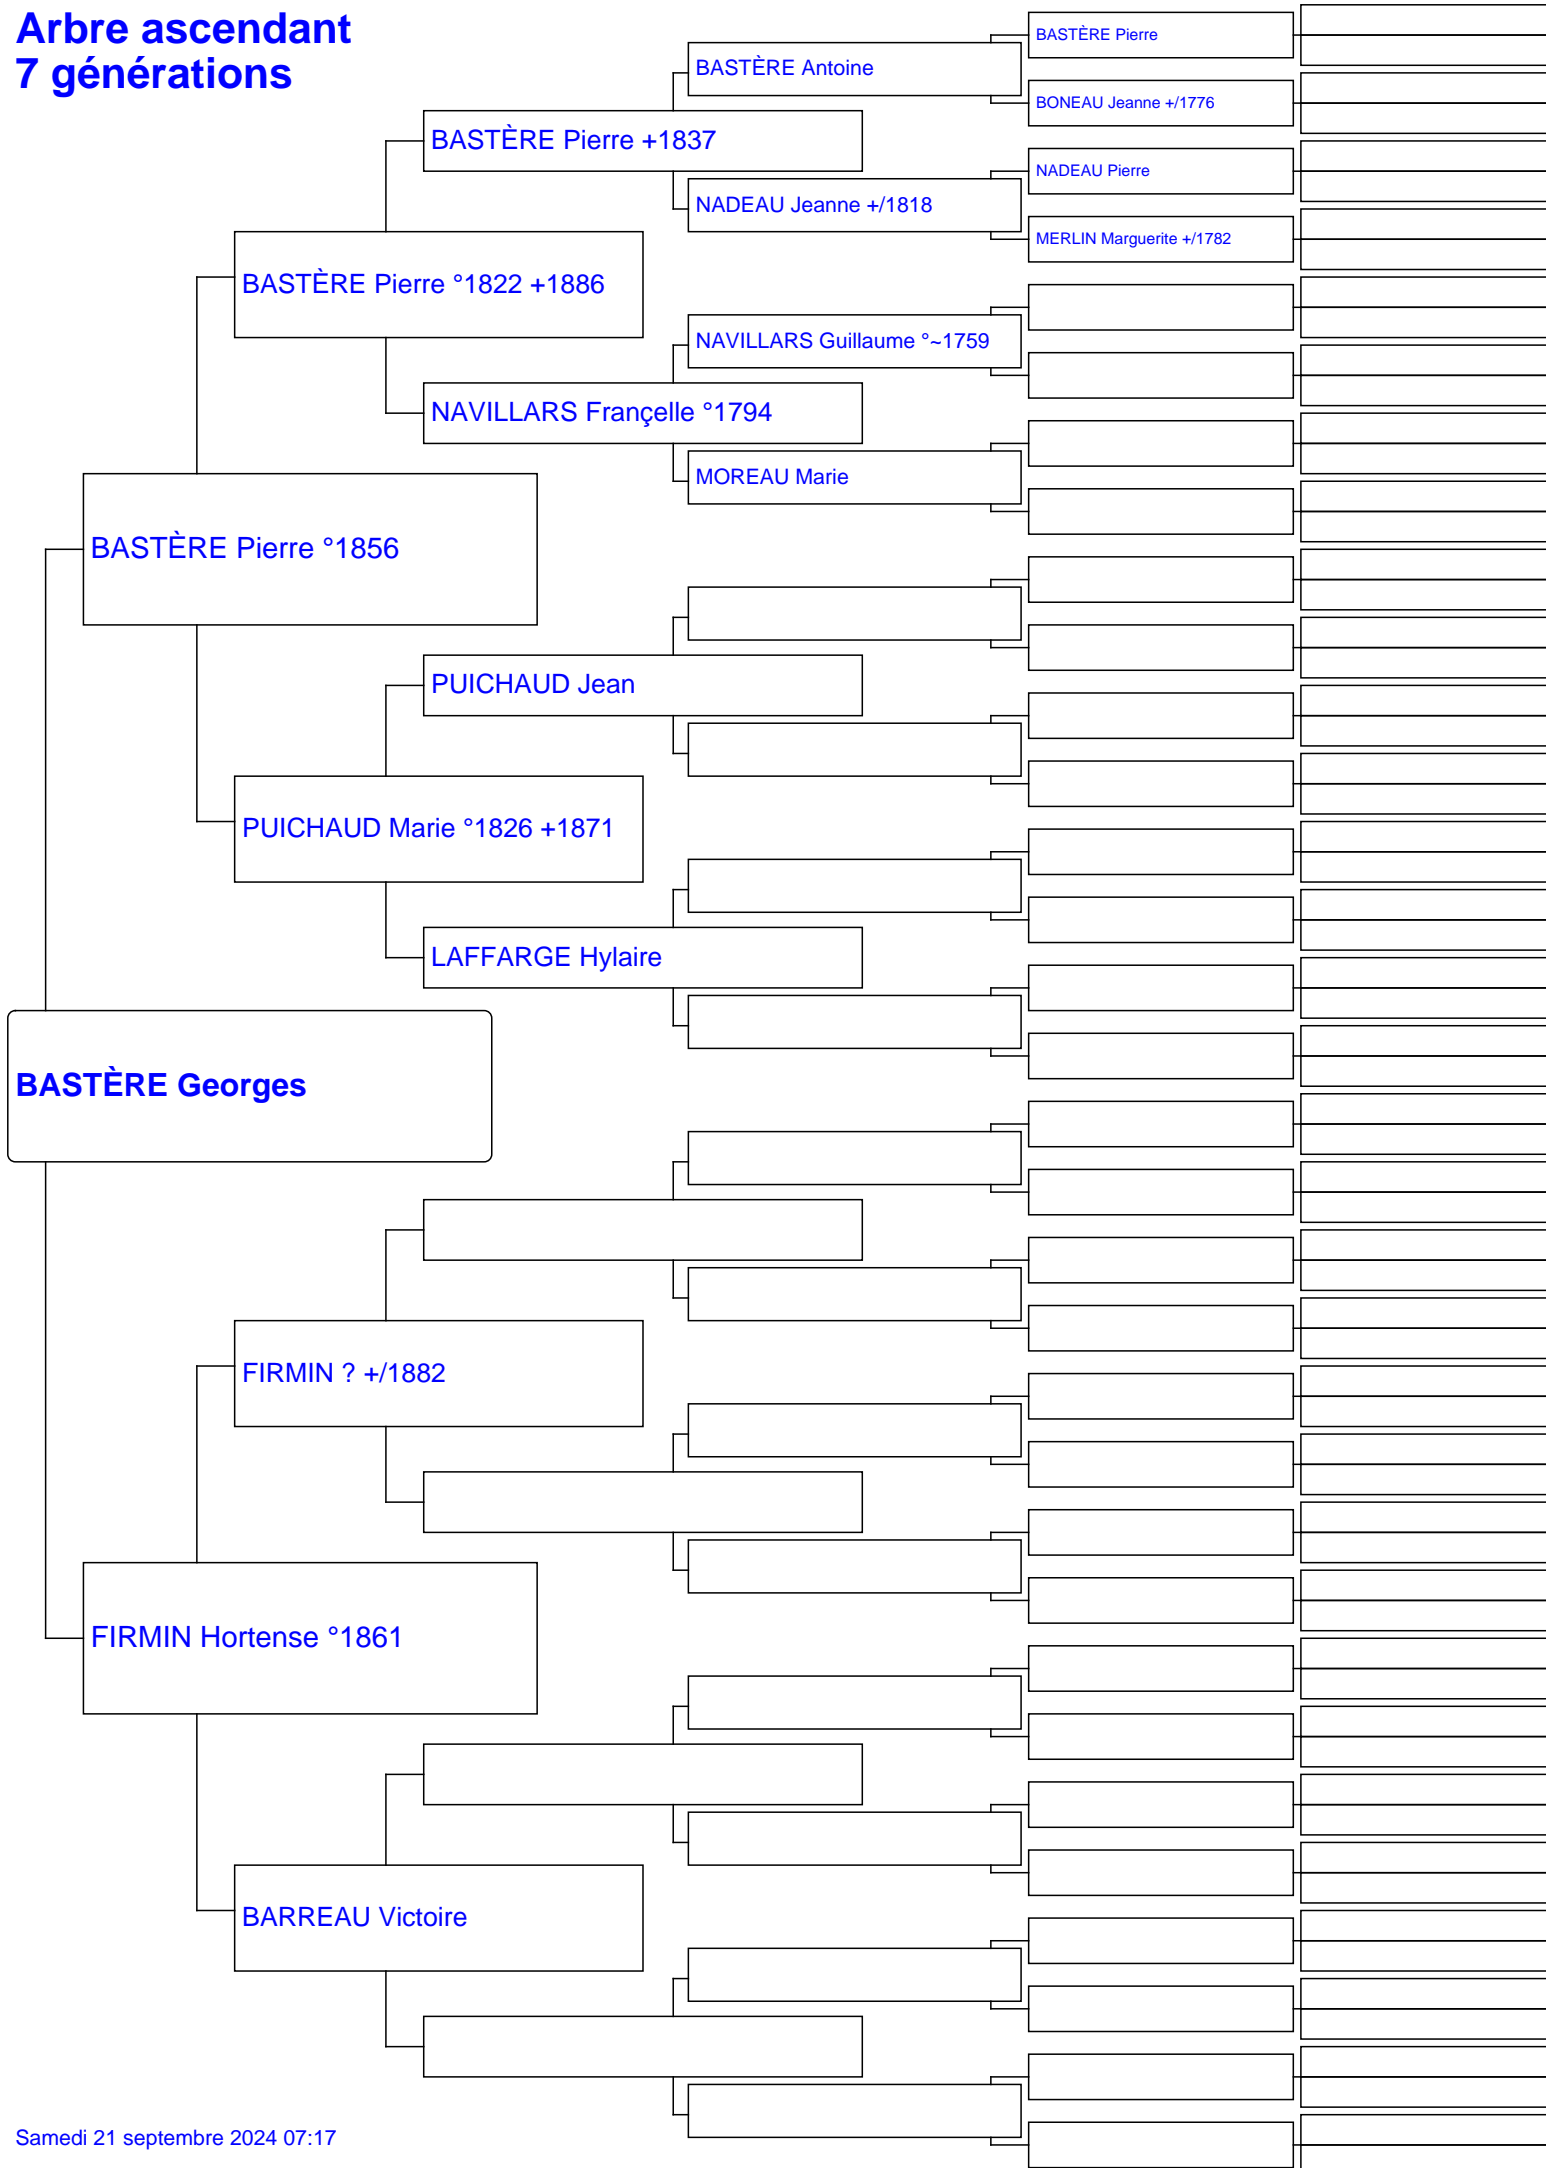 Arbre ascendant
7 générations
BASTÈRE Pierre
BASTÈRE Antoine
BONEAU Jeanne +/1776
BASTÈRE Pierre +1837
NADEAU Pierre
NADEAU Jeanne +/1818
MERLIN Marguerite +/1782
BASTÈRE Pierre °1822 +1886
NAVILLARS Guillaume °~1759
NAVILLARS Françelle °1794
MOREAU Marie
BASTÈRE Pierre °1856
PUICHAUD Jean
PUICHAUD Marie °1826 +1871
LAFFARGE Hylaire
BASTÈRE Georges
FIRMIN ? +/1882
FIRMIN Hortense °1861
BARREAU Victoire
Samedi 21 septembre 2024 07:17